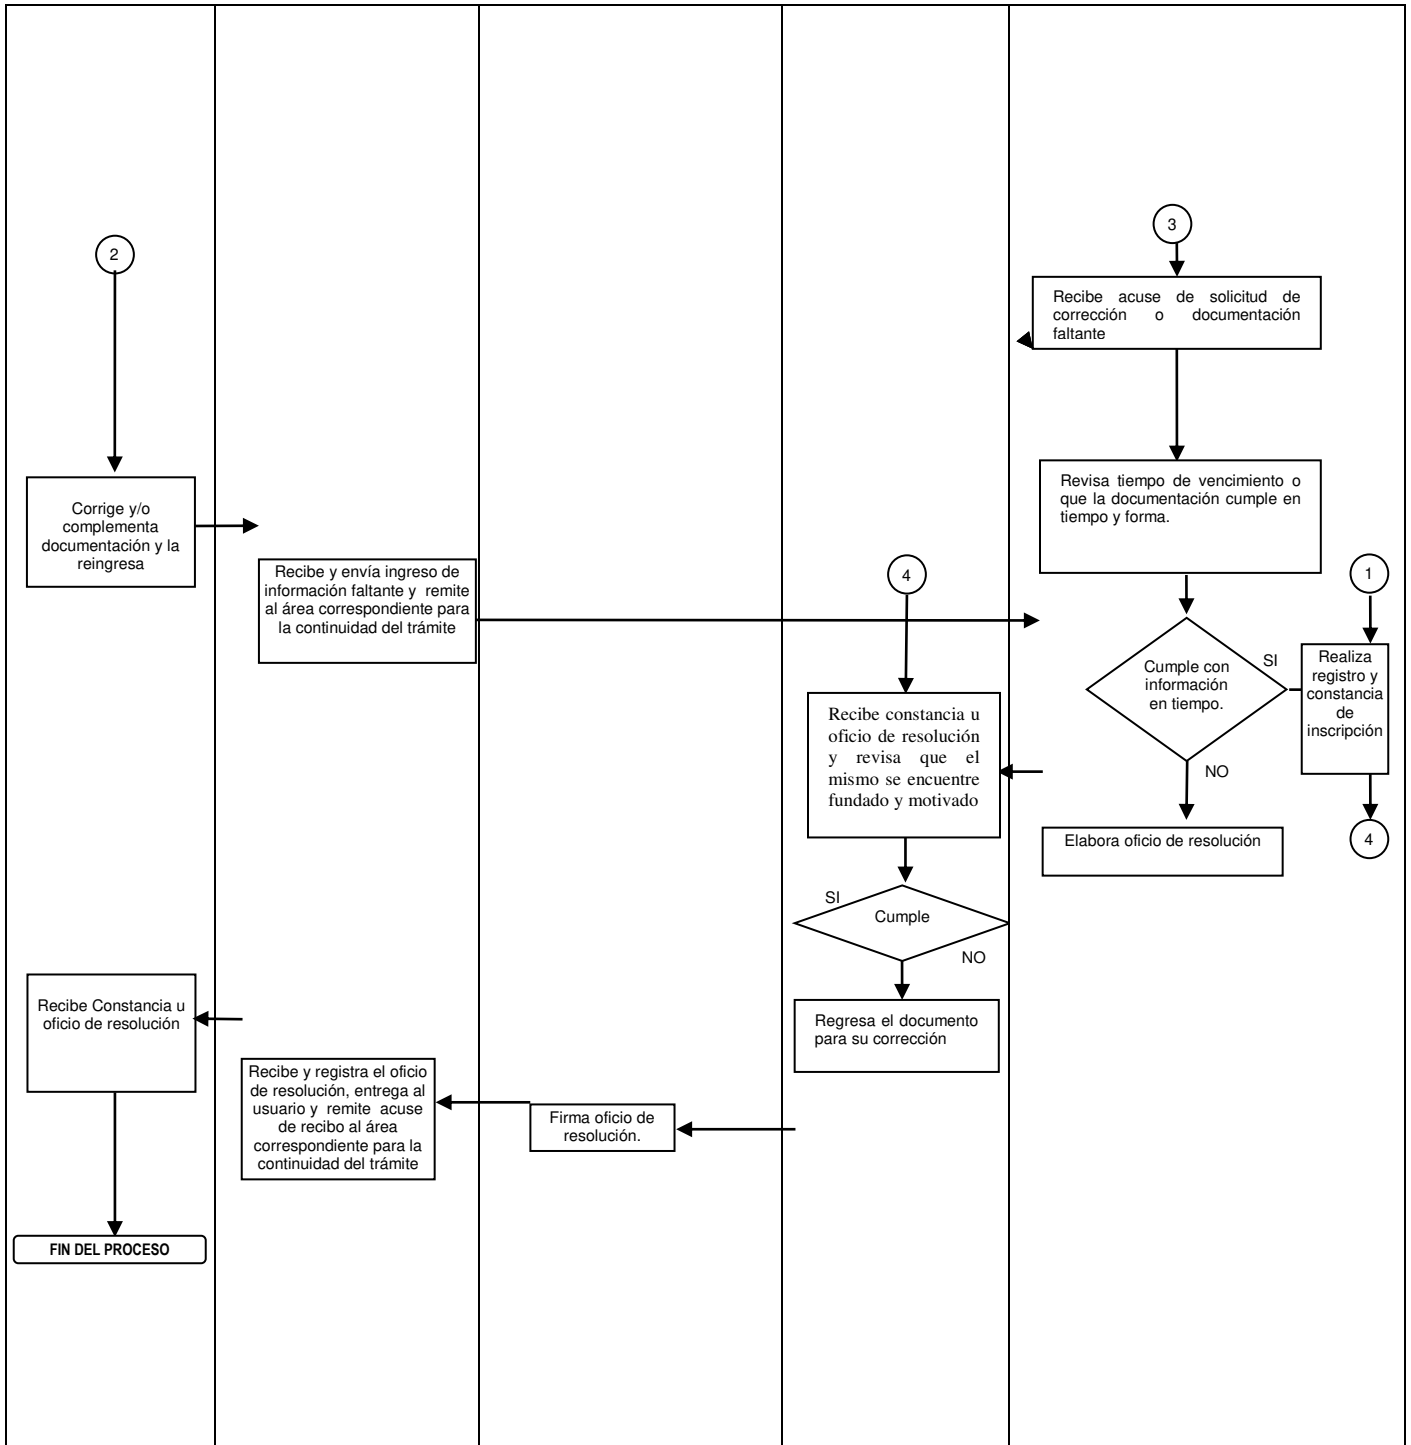 2
Corrige y/o
complementa
documentación y la
reingresa
Recibe Constancia u
oficio de resolución
FIN DEL PROCESO
Recibe y envía ingreso de
información faltante y remite
al área correspondiente para
la continuidad del trámite
Recibe y registra el oficio
de resolución, entrega al
usuario y remite acuse
de recibo al área
correspondiente para la
continuidad del trámite
Firma oficio de
resolución.
4
Recibe constancia u
oficio de resolución
y revisa que el
mismo se encuentre
fundado y motivado
SI
Cumple
NO
Regresa el documento
para su corrección
3
Recibe acuse de solicitud de
corrección o documentación
faltante
Revisa tiempo de vencimiento o
que la documentación cumple en
tiempo y forma.
Cumple con
información
en tiempo.
SI
NO
Elabora oficio de resolución
1
Realiza
registro y
constancia
de
inscripción
4